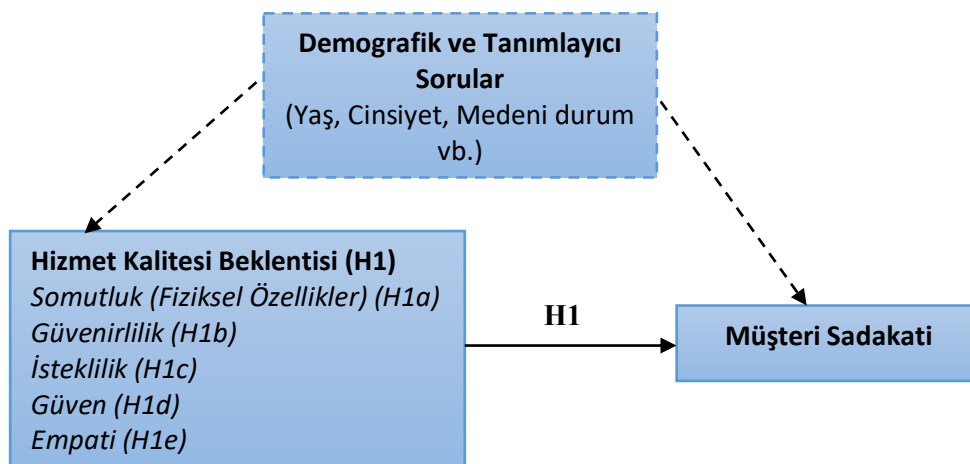 Demografik ve Tanımlayıcı
Sorular
(Yaş, Cinsiyet, Medeni durum
vb.)
Hizmet Kalitesi Beklentisi (H1)
Somutluk (Fiziksel Özellikler) (H1a)
Güvenirlilik (H1b)
İsteklilik (H1c)
Güven (H1d)
Empati (H1e)
H1
Müşteri Sadakati